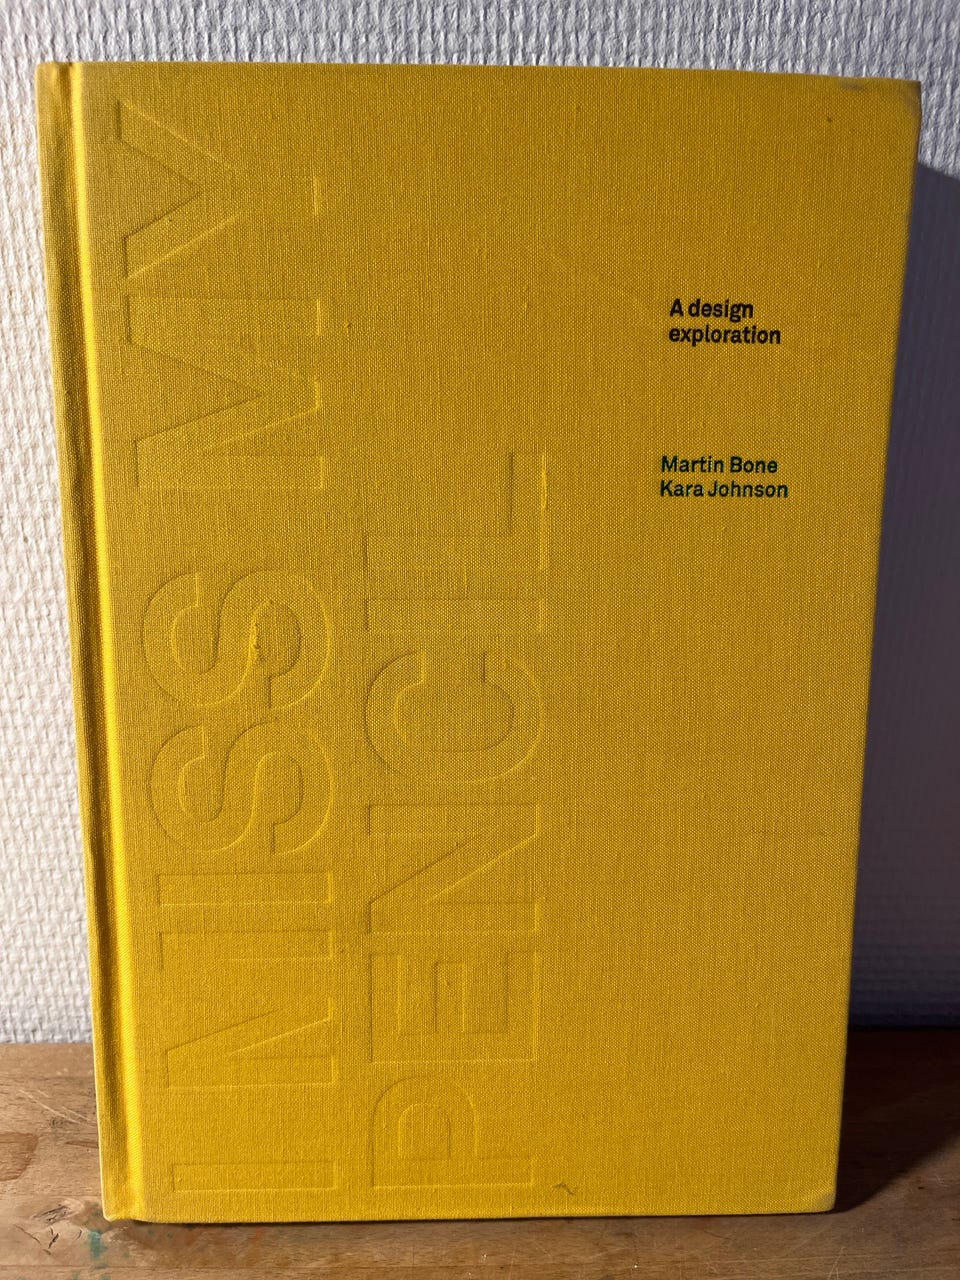 I MISS MY
PENCIL
A design
exploration
Martin Bone
Kara Johnson